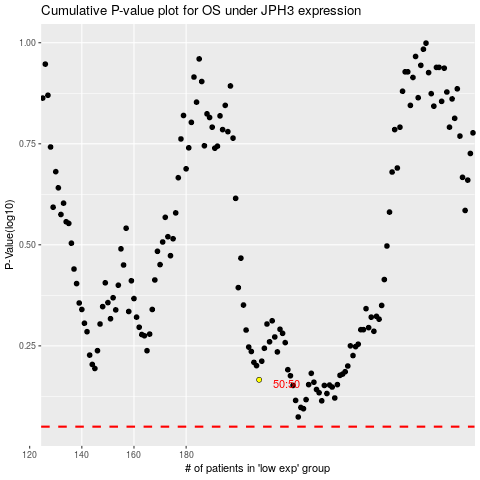 Cumulative P-value plot for OS under JPH3 expression
P-Value(log10)
1.00
0.75
0.50
0.25
50:50
120 140 160 180
# of patients in 'low exp' group